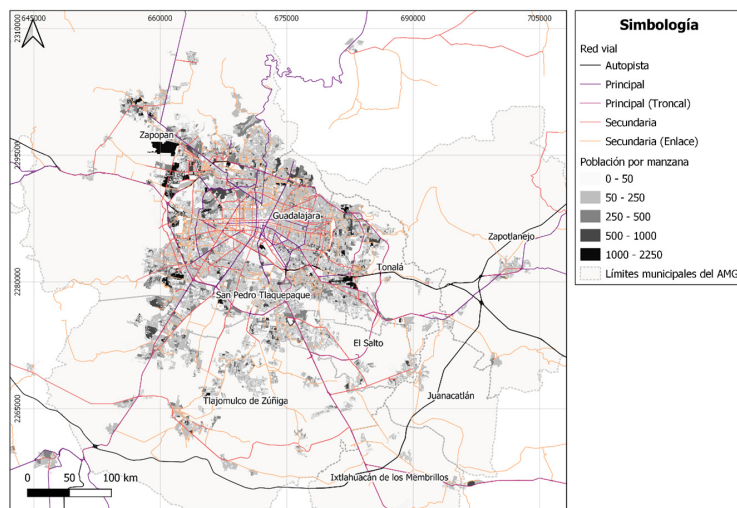 645000 660000 675000 690000 705000
2310000
2295000
2280000
2265000
Zapopan
Guadalajara
Zapotlanejo
Tonalá
San Pedro Tlaquepaque
El Salto
Juanacatlán
Tlajomulco de Zúñiga
Ixtlahuacán de los Membrillos
0 50 100 km
Simbología
Red vial
Autopista
Principal
Principal (Troncal)
Secundaria
Secundaria (Enlace)
Población por manzana
0 - 50
50 - 250
250 - 500
500 - 1000
1000 - 2250
Límites municipales del AMG